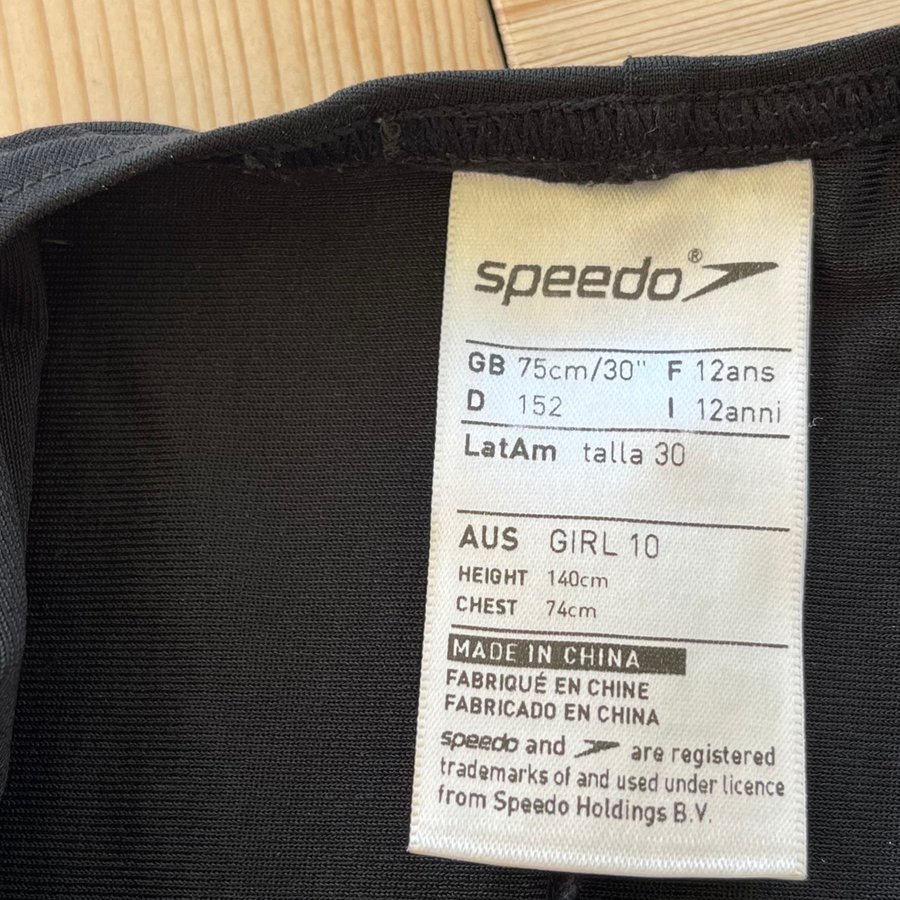 speedo®
GB 75cm/30" F 12ans
D 152 I 12anni
LatAm talla 30
AUS GIRL 10
HEIGHT 140cm
CHEST 74cm
MADE IN CHINA
FABRIQUÉ EN CHINE
FABRICADO EN CHINA
speedo and are registered
trademarks of and used under licence
from Speedo Holdings B.V.